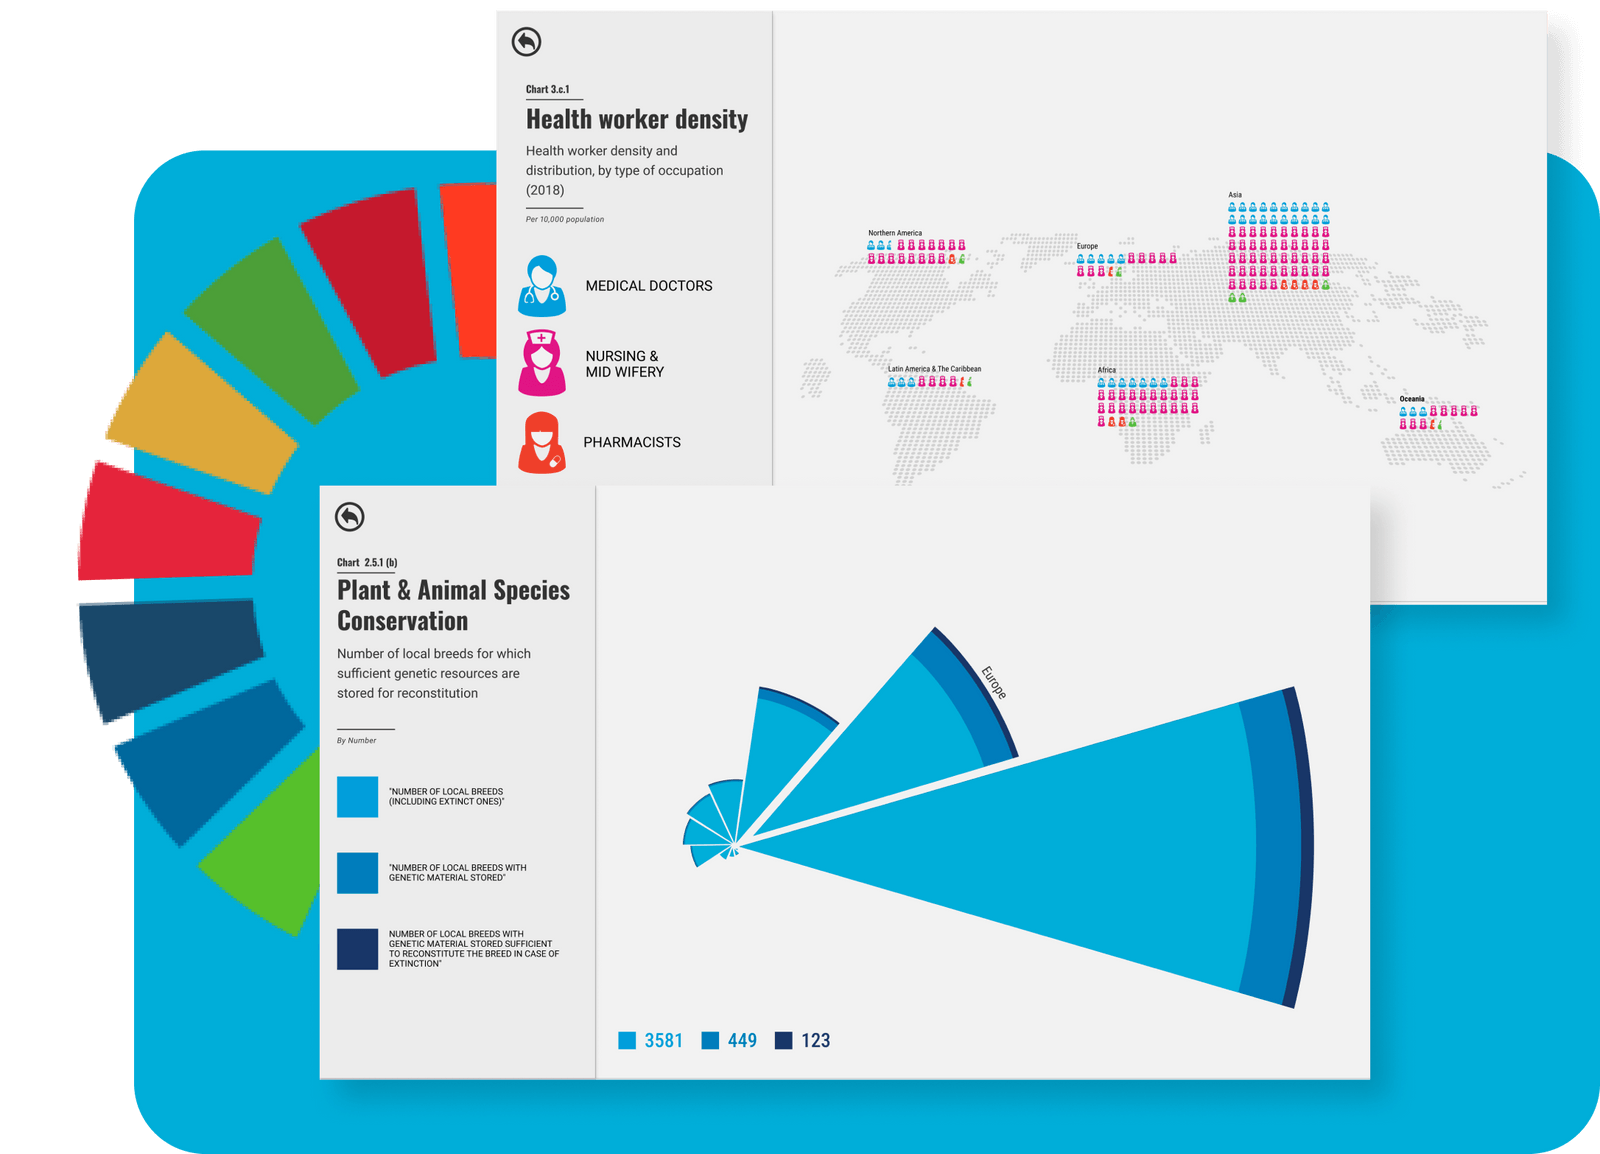 Chart 3.c.1
Health worker density
Health worker density and
distribution, by type of occupation
(2018)
Per 10,000 population
MEDICAL DOCTORS
NURSING &
MID WIFERY
PHARMACISTS
Northern America
Europe
Asia
Latin America & The Caribbean
Africa
Oceania
Chart 2.5.1 (b)
Plant & Animal Species
Conservation
Number of local breeds for which
sufficient genetic resources are
stored for reconstitution
By Number
"NUMBER OF LOCAL BREEDS
(INCLUDING EXTINCT ONES)"
"NUMBER OF LOCAL BREEDS WITH
GENETIC MATERIAL STORED"
NUMBER OF LOCAL BREEDS WITH
GENETIC MATERIAL STORED SUFFICIENT
TO RECONSTITUTE THE BREED IN CASE OF
EXTINCTION"
Europe
3581 449 123